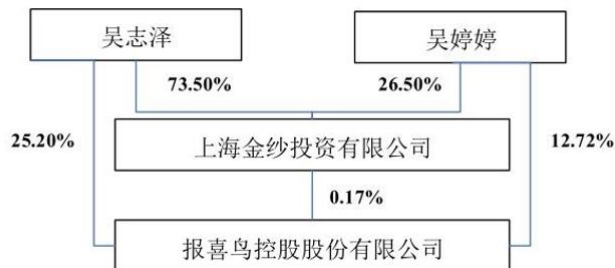 吴志泽
吴婷婷
73.50%
26.50%
25.20%
上海金纱投资有限公司
12.72%
0.17%
报喜鸟控股股份有限公司